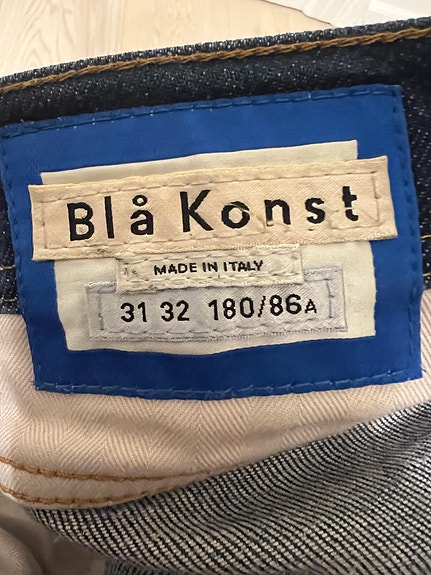 Blå Konst
MADE IN ITALY
31 32 180/86A